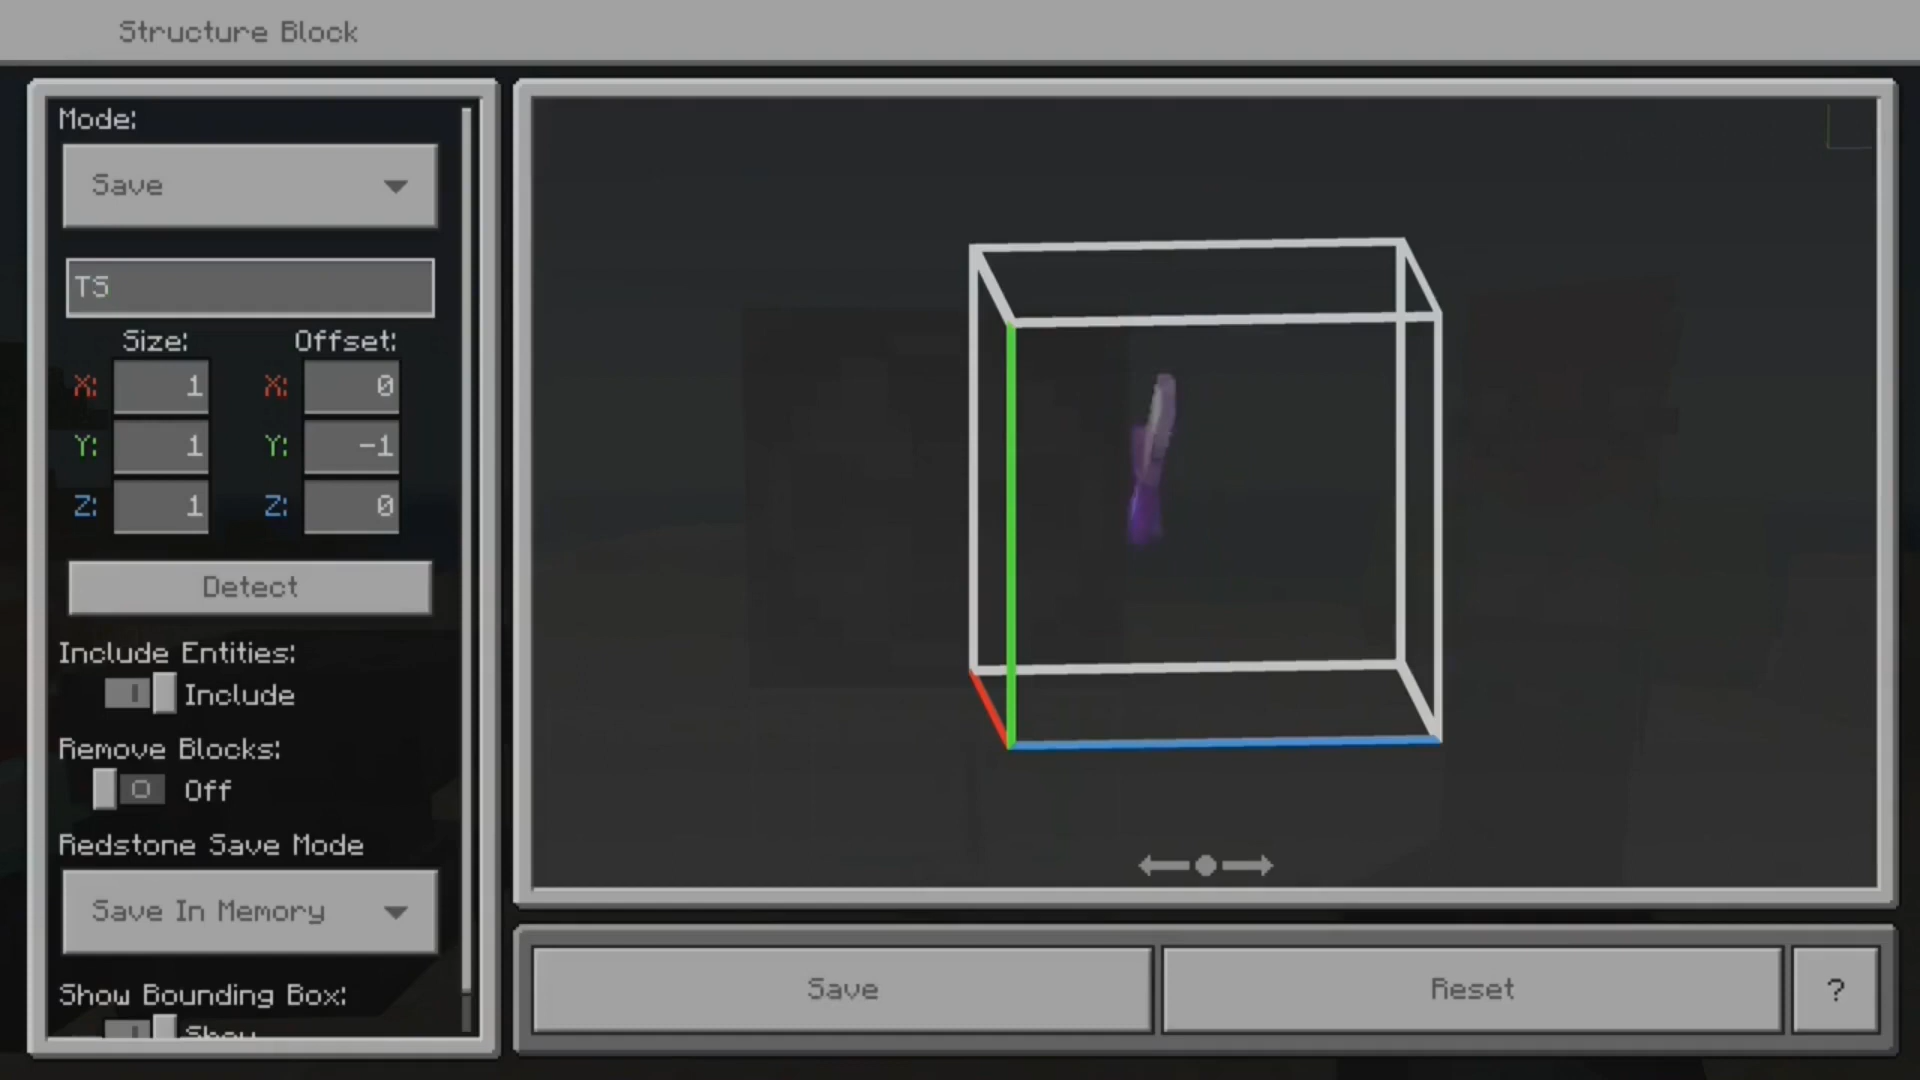 Structure Block
Mode:
Save
TS
Size: Offset:
X: 1 X: 0
Y: 1 Y: -1
Z: 1 Z: 0
Detect
Include Entities:
Include
Remove Blocks:
Off
Redstone Save Mode
Save In Memory
Show Bounding Box:
Show
Save
Reset
?